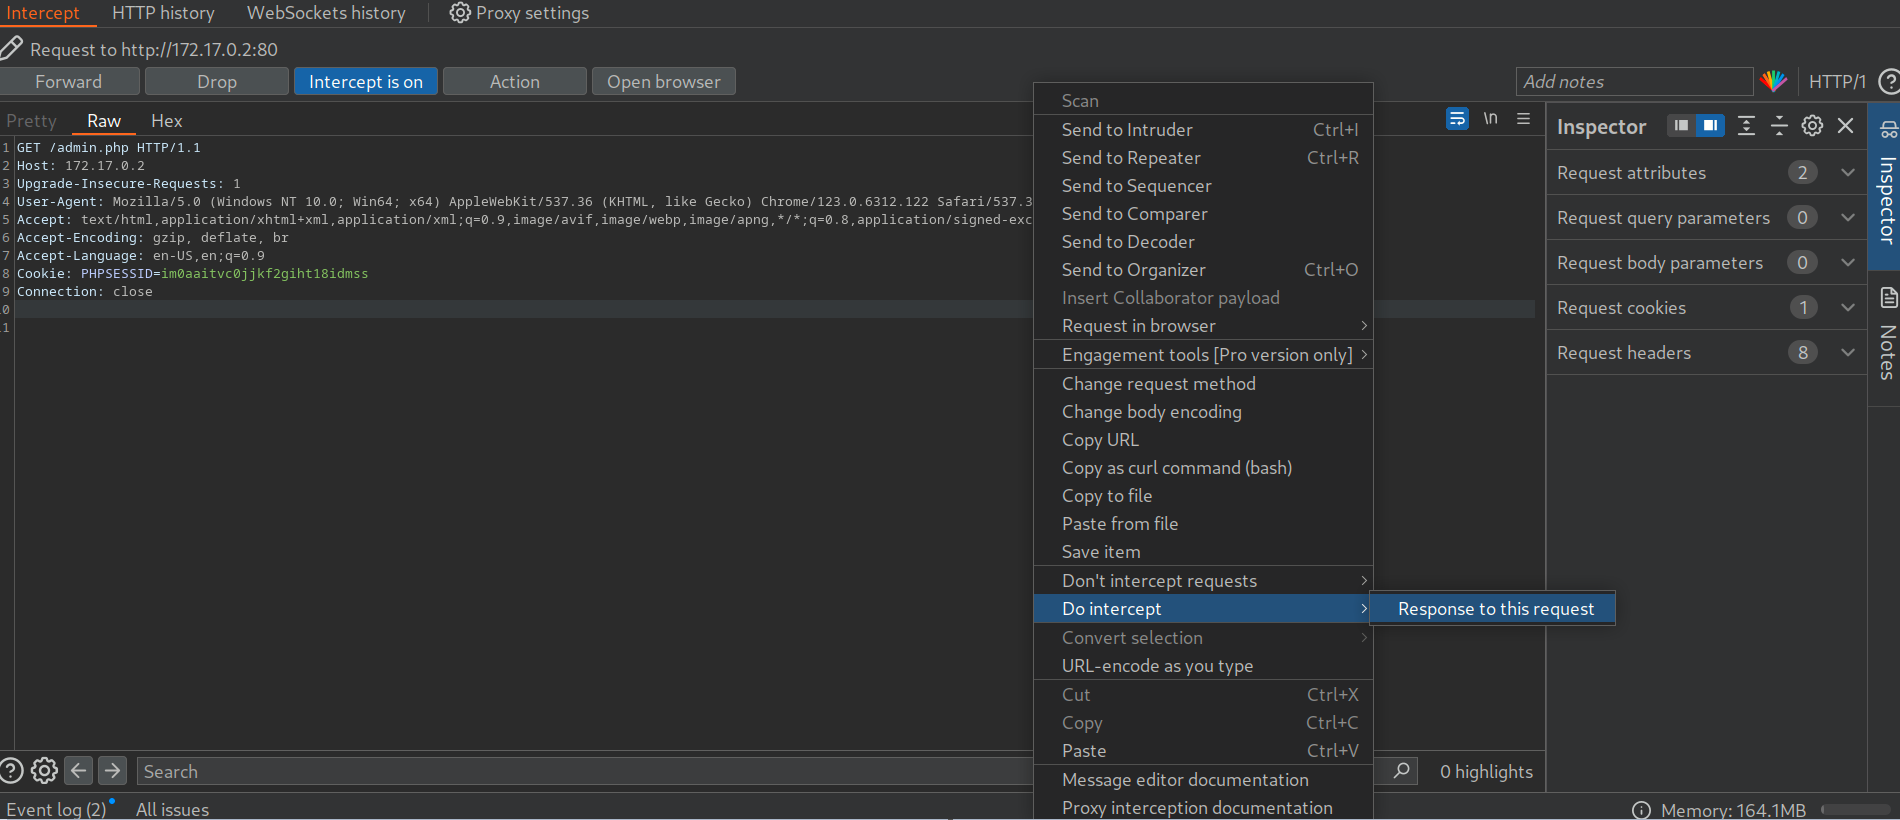 Intercept HTTP history WebSockets history Proxy settings
Request to http://172.17.0.2:80
Forward Drop Intercept is on Action Open browser Add notes HTTP/1
Pretty Raw Hex \n
1 GET /admin.php HTTP/1.1
2 Host: 172.17.0.2
3 Upgrade-Insecure-Requests: 1
4 User-Agent: Mozilla/5.0 (Windows NT 10.0; Win64; x64) AppleWebKit/537.36 (KHTML, like Gecko) Chrome/123.0.6312.122 Safari/537.3
5 Accept: text/html,application/xhtml+xml,application/xml;q=0.9,image/avif,image/webp,image/apng,*/*;q=0.8,application/signed-exc
6 Accept-Encoding: gzip, deflate, br
7 Accept-Language: en-US,en;q=0.9
8 Cookie: PHPSESSID=im0aaitvc0jjkf2giht18idmss
9 Connection: close
0
1
Scan
Send to Intruder Ctrl+I
Send to Repeater Ctrl+R
Send to Sequencer
Send to Comparer
Send to Decoder
Send to Organizer Ctrl+O
Insert Collaborator payload
Request in browser
Engagement tools [Pro version only]
Change request method
Change body encoding
Copy URL
Copy as curl command (bash)
Copy to file
Paste from file
Save item
Don't intercept requests
Do intercept
Response to this request
Convert selection
URL-encode as you type
Cut Ctrl+X
Copy Ctrl+C
Paste Ctrl+V
Message editor documentation
Proxy interception documentation
Inspector
Request attributes 2
Request query parameters 0
Request body parameters 0
Request cookies 1
Request headers 8
Inspector
Notes
Search
0 highlights
Event log (2) All issues
Memory: 164.1MB